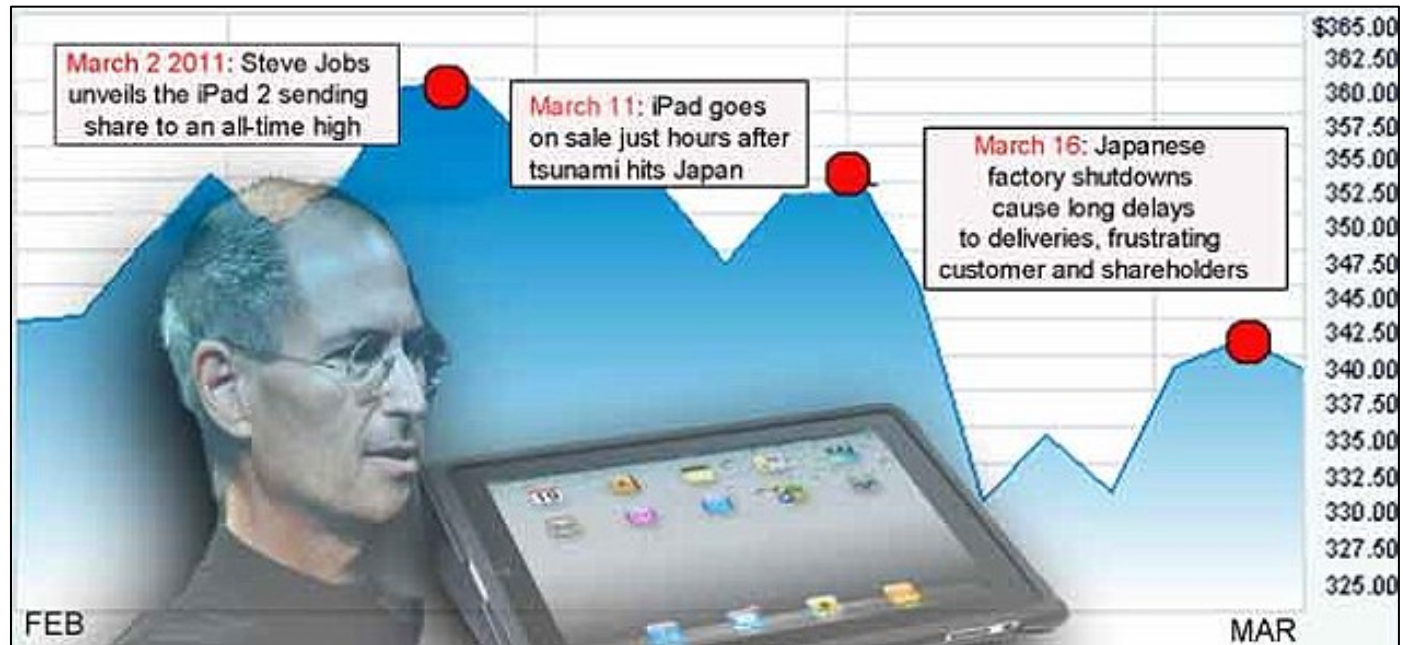 March 2 2011: Steve Jobs
unveils the iPad 2 sending
share to an all-time high
March 11: iPad goes
on sale just hours after
tsunami hits Japan
March 16: Japanese
factory shutdowns
cause long delays
to deliveries, frustrating
customer and shareholders
$365.00
362.50
360.00
357.50
355.00
352.50
350.00
347.50
345.00
342.50
340.00
337.50
335.00
332.50
330.00
327.50
325.00
FEB
MAR